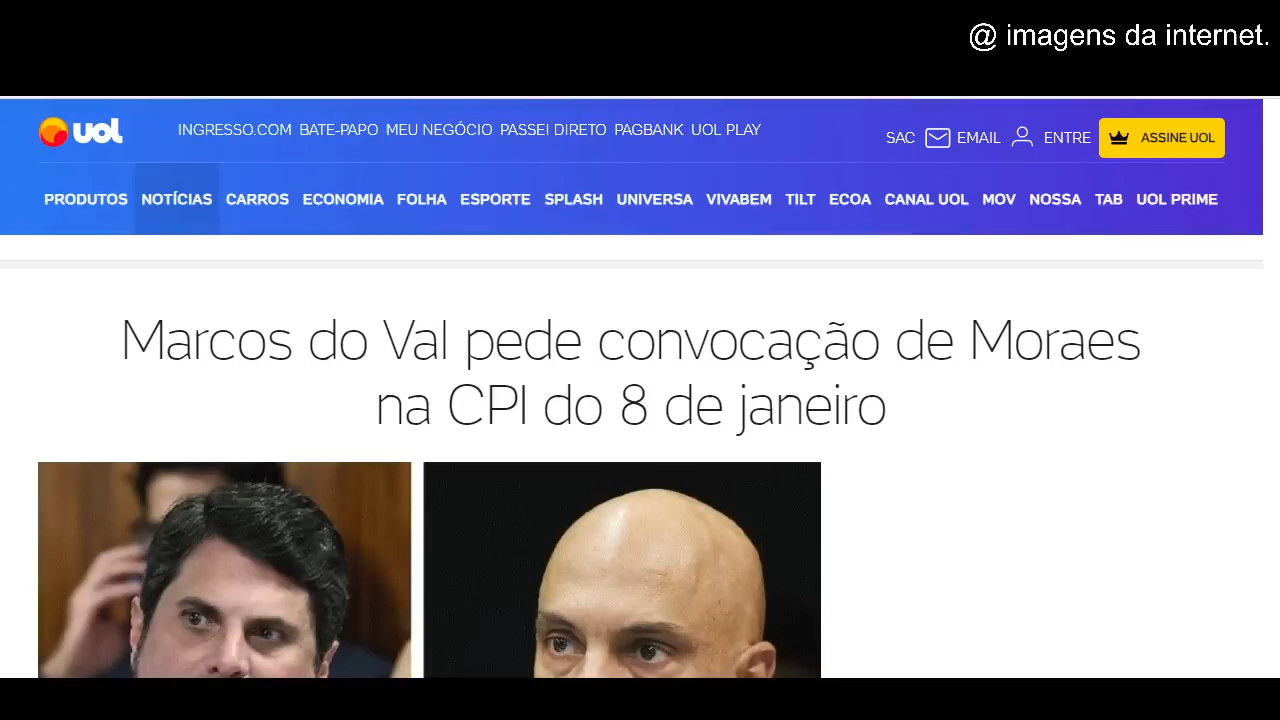 @ imagens da internet.
uol
INGRESSO.COM BATE-PAPO MEU NEGÓCIO PASSEI DIRETO PAGBANK UOL PLAY
SAC EMAIL ENTRE ASSINE UOL
PRODUTOS NOTÍCIAS CARROS ECONOMIA FOLHA ESPORTE SPLASH UNIVERSA VIVABEM TILT ECOA CANAL UOL MOV NOSSA TAB UOL PRIME
Marcos do Val pede convocação de Moraes
na CPI do 8 de janeiro